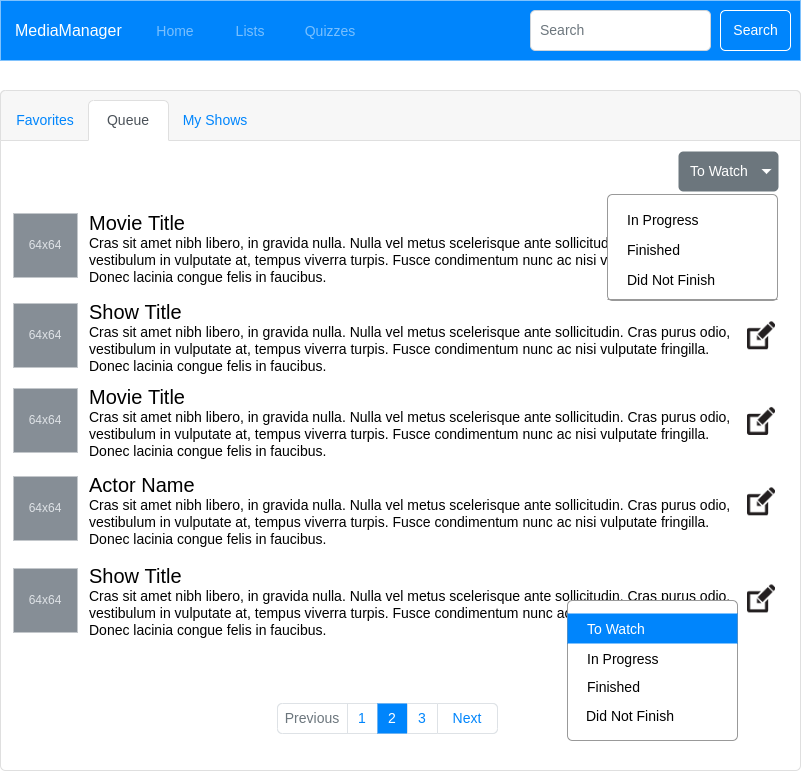 MediaManager Home Lists Quizzes Search Search
Favorites Queue My Shows
To Watch
In Progress
Finished
Did Not Finish
64x64
Movie Title
Cras sit amet nibh libero, in gravida nulla. Nulla vel metus scelerisque ante sollicitud
vestibulum in vulputate at, tempus viverra turpis. Fusce condimentum nunc ac nisi v
Donec lacinia congue felis in faucibus.
64x64
Show Title
Cras sit amet nibh libero, in gravida nulla. Nulla vel metus scelerisque ante sollicitudin. Cras purus odio,
vestibulum in vulputate at, tempus viverra turpis. Fusce condimentum nunc ac nisi vulputate fringilla.
Donec lacinia congue felis in faucibus.
64x64
Movie Title
Cras sit amet nibh libero, in gravida nulla. Nulla vel metus scelerisque ante sollicitudin. Cras purus odio,
vestibulum in vulputate at, tempus viverra turpis. Fusce condimentum nunc ac nisi vulputate fringilla.
Donec lacinia congue felis in faucibus.
64x64
Actor Name
Cras sit amet nibh libero, in gravida nulla. Nulla vel metus scelerisque ante sollicitudin. Cras purus odio,
vestibulum in vulputate at, tempus viverra turpis. Fusce condimentum nunc ac nisi vulputate fringilla.
Donec lacinia congue felis in faucibus.
64x64
Show Title
Cras sit amet nibh libero, in gravida nulla. Nulla vel metus scelerisque ante sollicitudin. Cras purus odio,
vestibulum in vulputate at, tempus viverra turpis. Fusce condimentum nunc ac
Donec lacinia congue felis in faucibus.
To Watch
In Progress
Finished
Did Not Finish
Previous 1 2 3 Next